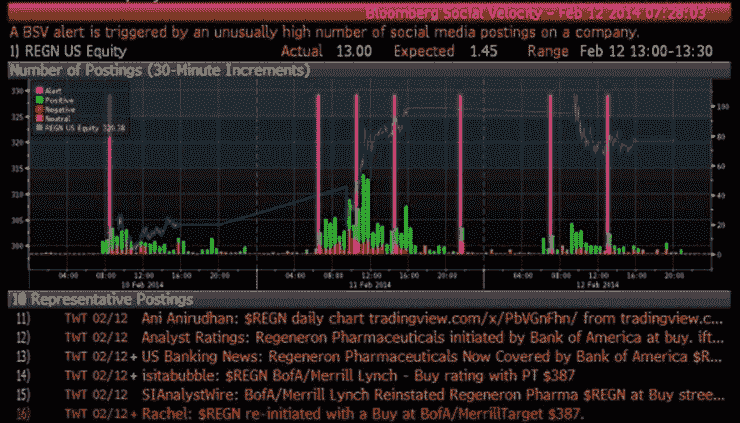 Bloomberg Social Velocity - Feb 12 2014 07:28:03
A BSV alert is triggered by an unusually high number of social media postings on a company.
1) REGN US Equity Actual 13.00 Expected 1.45 Range Feb 12 13:00-13:30
Number of Postings (30-Minute Increments)
Alert
Positive
Negative
Neutral
REGN US Equity
330
325
320
315
310
305
300
100
80
60
40
20
0
04:00 08:00 12:00 16:00 20:00 04:00 08:00 12:00 16:00 20:00 04:00 08:00 12:00 16:00 20:00
10 Feb 2014 11 Feb 2014 12 Feb 2014
10 Representative Postings
11) TWT 02/12 Ani Anirudhan: $REGN daily chart tradingview.com/x/PbVGnFhn/ from tradingview.c...
12) TWT 02/12 Analyst Ratings: Regeneron Pharmaceuticals initiated by Bank of America at buy. ift...
13) TWT 02/12 + US Banking News: Regeneron Pharmaceuticals Now Covered by Bank of America $R...
14) TWT 02/12 + isitabubble: $REGN BofA/Merrill Lynch - Buy rating with PT $387
15) TWT 02/12 SIAnalystWire: BofA/Merrill Lynch Reinstated Regeneron Pharma $REGN at Buy stree...
16) TWT 02/12 + Rachel: $REGN re-initiated with a Buy at BofA/MerrillTarget $387.